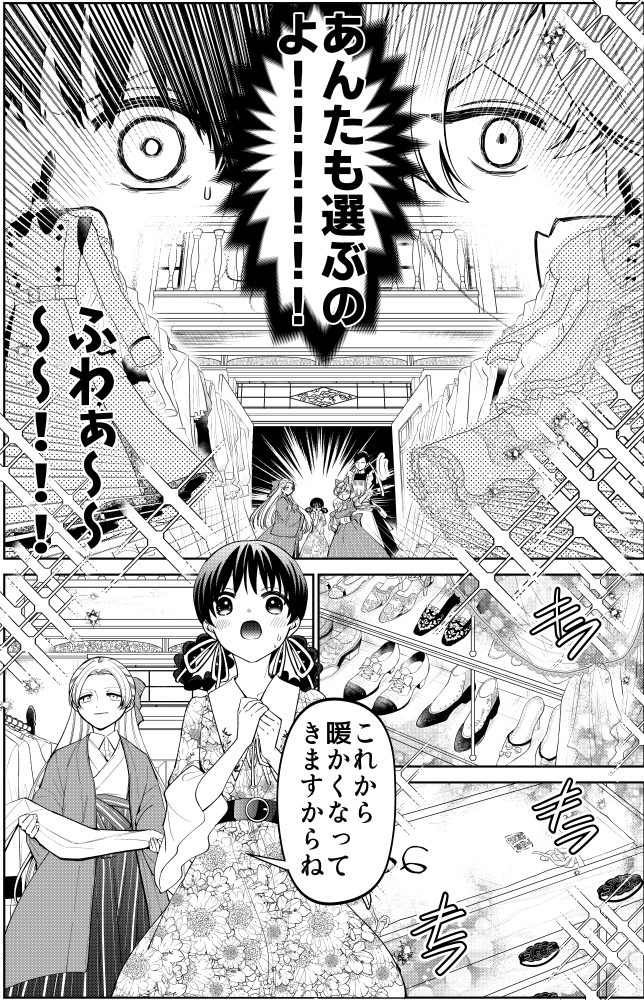 あんたも選ぶの
よ！！！！！！！
ふわぁ～～
～～！！！
キラ
キラ
キラ
これから
暖かくなって
きますからね